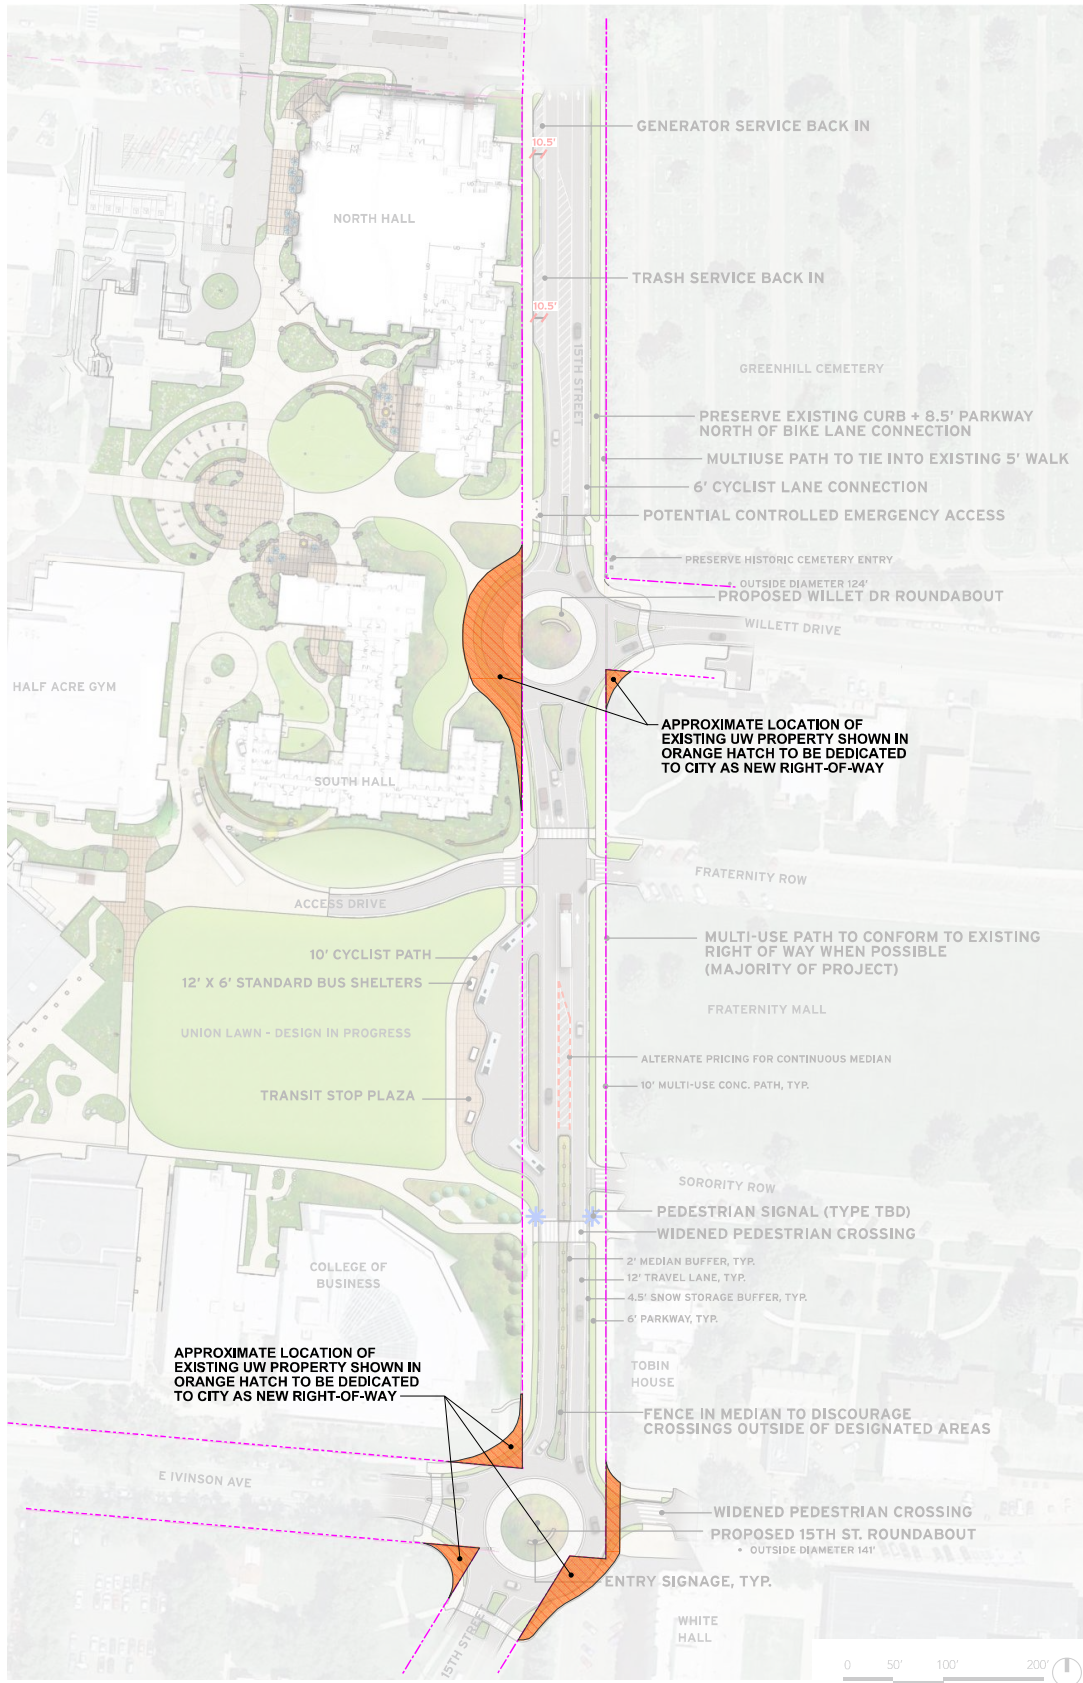 GENERATOR SERVICE BACK IN
10.5'
NORTH HALL
TRASH SERVICE BACK IN
10.5'
15TH STREET
GREENHILL CEMETERY
PRESERVE EXISTING CURB + 8.5' PARKWAY
NORTH OF BIKE LANE CONNECTION
MULTIUSE PATH TO TIE INTO EXISTING 5' WALK
6' CYCLIST LANE CONNECTION
POTENTIAL CONTROLLED EMERGENCY ACCESS
PRESERVE HISTORIC CEMETERY ENTRY
• OUTSIDE DIAMETER 124'
PROPOSED WILLET DR ROUNDABOUT
WILLETT DRIVE
HALF ACRE GYM
APPROXIMATE LOCATION OF
EXISTING UW PROPERTY SHOWN IN
ORANGE HATCH TO BE DEDICATED
TO CITY AS NEW RIGHT-OF-WAY
SOUTH HALL
FRATERNITY ROW
ACCESS DRIVE
MULTI-USE PATH TO CONFORM TO EXISTING
RIGHT OF WAY WHEN POSSIBLE
(MAJORITY OF PROJECT)
10' CYCLIST PATH
12' X 6' STANDARD BUS SHELTERS
FRATERNITY MALL
UNION LAWN - DESIGN IN PROGRESS
ALTERNATE PRICING FOR CONTINUOUS MEDIAN
10' MULTI-USE CONC. PATH, TYP.
TRANSIT STOP PLAZA
SORORITY ROW
PEDESTRIAN SIGNAL (TYPE TBD)
WIDENED PEDESTRIAN CROSSING
2' MEDIAN BUFFER, TYP.
COLLEGE OF
BUSINESS
12' TRAVEL LANE, TYP.
4.5' SNOW STORAGE BUFFER, TYP.
6' PARKWAY, TYP.
APPROXIMATE LOCATION OF
EXISTING UW PROPERTY SHOWN IN
ORANGE HATCH TO BE DEDICATED
TO CITY AS NEW RIGHT-OF-WAY
TOBIN
HOUSE
FENCE IN MEDIAN TO DISCOURAGE
CROSSINGS OUTSIDE OF DESIGNATED AREAS
E IVINSON AVE
WIDENED PEDESTRIAN CROSSING
PROPOSED 15TH ST. ROUNDABOUT
• OUTSIDE DIAMETER 141'
ENTRY SIGNAGE, TYP.
WHITE
HALL
15TH STREET
0 50' 100' 200'